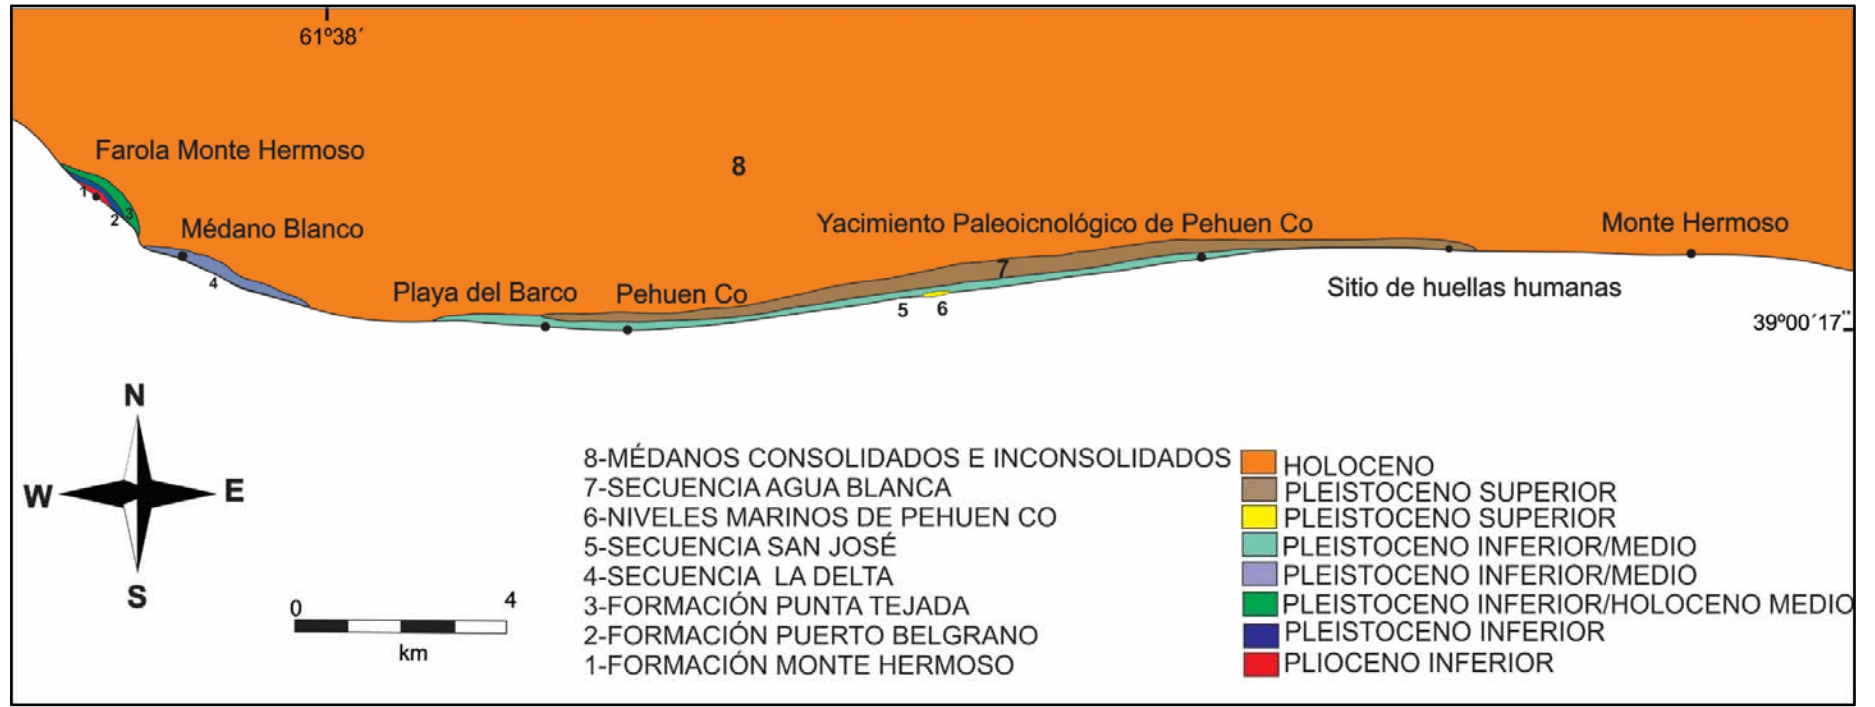 61º38´
Farola Monte Hermoso
8
1
3
2
Médano Blanco
4
Yacimiento Paleoicnológico de Pehuen Co
Monte Hermoso
7
Playa del Barco
Pehuen Co
5
6
Sitio de huellas humanas
39º00´17¨
N
W
E
S
0
4
km
8-MÉDANOS CONSOLIDADOS E INCONSOLIDADOS
7-SECUENCIA AGUA BLANCA
6-NIVELES MARINOS DE PEHUEN CO
5-SECUENCIA SAN JOSÉ
4-SECUENCIA LA DELTA
3-FORMACIÓN PUNTA TEJADA
2-FORMACIÓN PUERTO BELGRANO
1-FORMACIÓN MONTE HERMOSO
HOLOCENO
PLEISTOCENO SUPERIOR
PLEISTOCENO SUPERIOR
PLEISTOCENO INFERIOR/MEDIO
PLEISTOCENO INFERIOR/MEDIO
PLEISTOCENO INFERIOR/HOLOCENO MEDIO
PLEISTOCENO INFERIOR
PLIOCENO INFERIOR